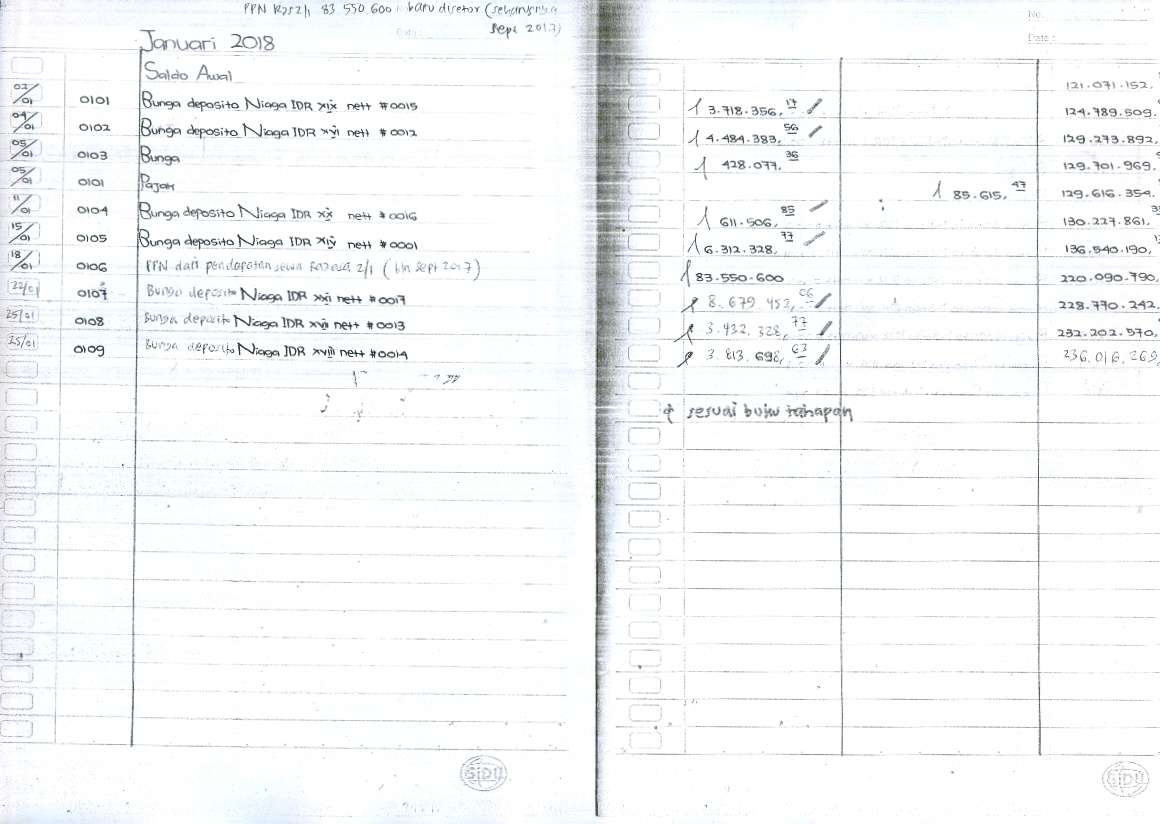 PPN Ras2/1 83 550 600 baru disetor (seharusnya
Sept 2017)
No.
Date :
Januari 2018
Saldo Awal 121.071.152,
02/01 0101 Bunga deposito Niaga IDR xix nett #0015 3.718.356,17 124.789.509,
04/01 0102 Bunga deposito Niaga IDR xvi nett #0012 4.484.383,56 129.273.892,
05/01 0103 Bunga 428.077,36 129.701.969,
05/01 0101 Pajak 85.615,47 129.616.354.
11/01 0104 Bunga deposito Niaga IDR xx nett #0016 611.506,85 130.227.861,
15/01 0105 Bunga deposito Niaga IDR xiv nett #0001 6.312.328,77 136.540.190,
18/01 0106 PPN dari pendapatan sewa Rasasa 2/1 (bln Sept 2017) 83.550.600 220.090.790,
22/01 0107 Bunga deposito Niaga IDR xxi nett #0017 8.679 452,06 228.770.242,
25/01 0108 Bunga deposito Niaga IDR xvii nett #0013 3.432.328,77 232.202.570,
25/01 0109 Bunga deposito Niaga IDR xviii nett #0014 3.813 698,63 236.016.269,
sesuai buku tahapan
SIDU
SIDU